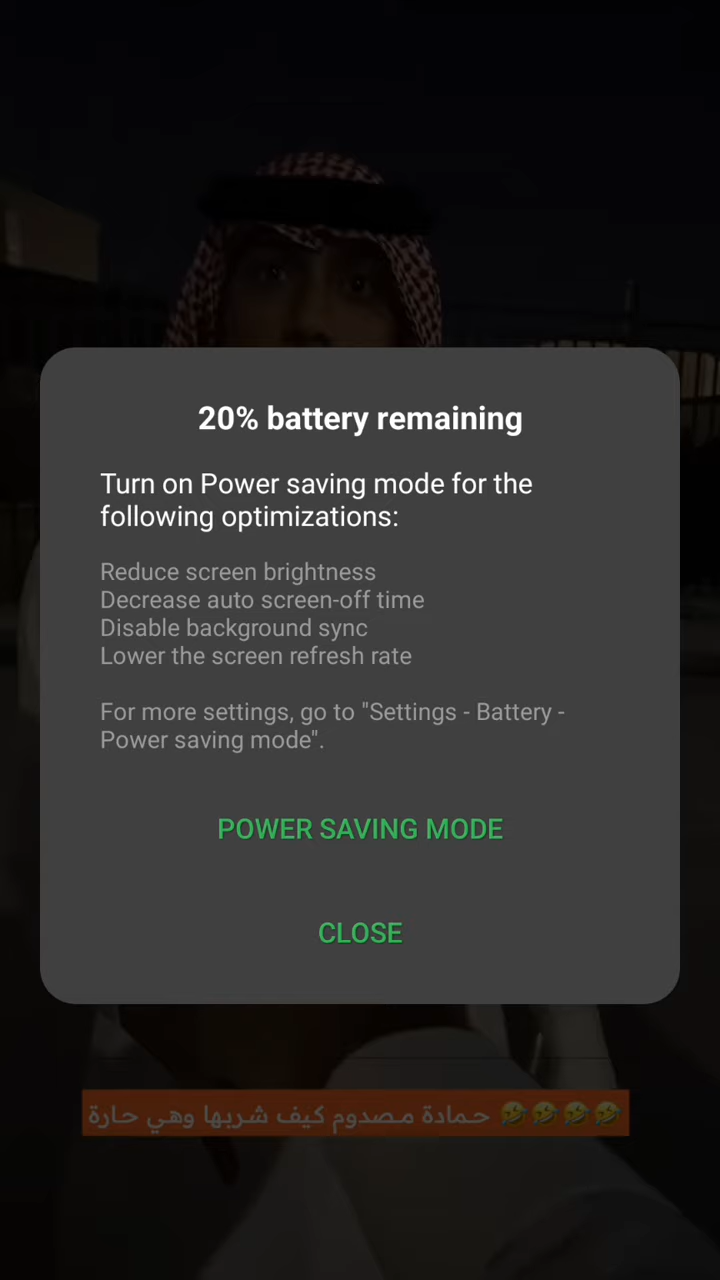 20% battery remaining
Turn on Power saving mode for the
following optimizations:
Reduce screen brightness
Decrease auto screen-off time
Disable background sync
Lower the screen refresh rate
For more settings, go to "Settings - Battery -
Power saving mode".
POWER SAVING MODE
CLOSE
حمادة مصدوم كيف شربها وهي حارة 🤣🤣🤣🤣